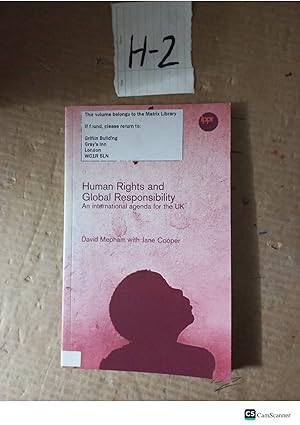 H-2
This volume belongs to the Matrix Library
If found, please return to:
Griffin Building
Gray's Inn
London
WC1R 5LN
ippr
Human Rights and
Global Responsibility
An international agenda for the UK
David Mepham with Jane Cooper
CS CamScanner